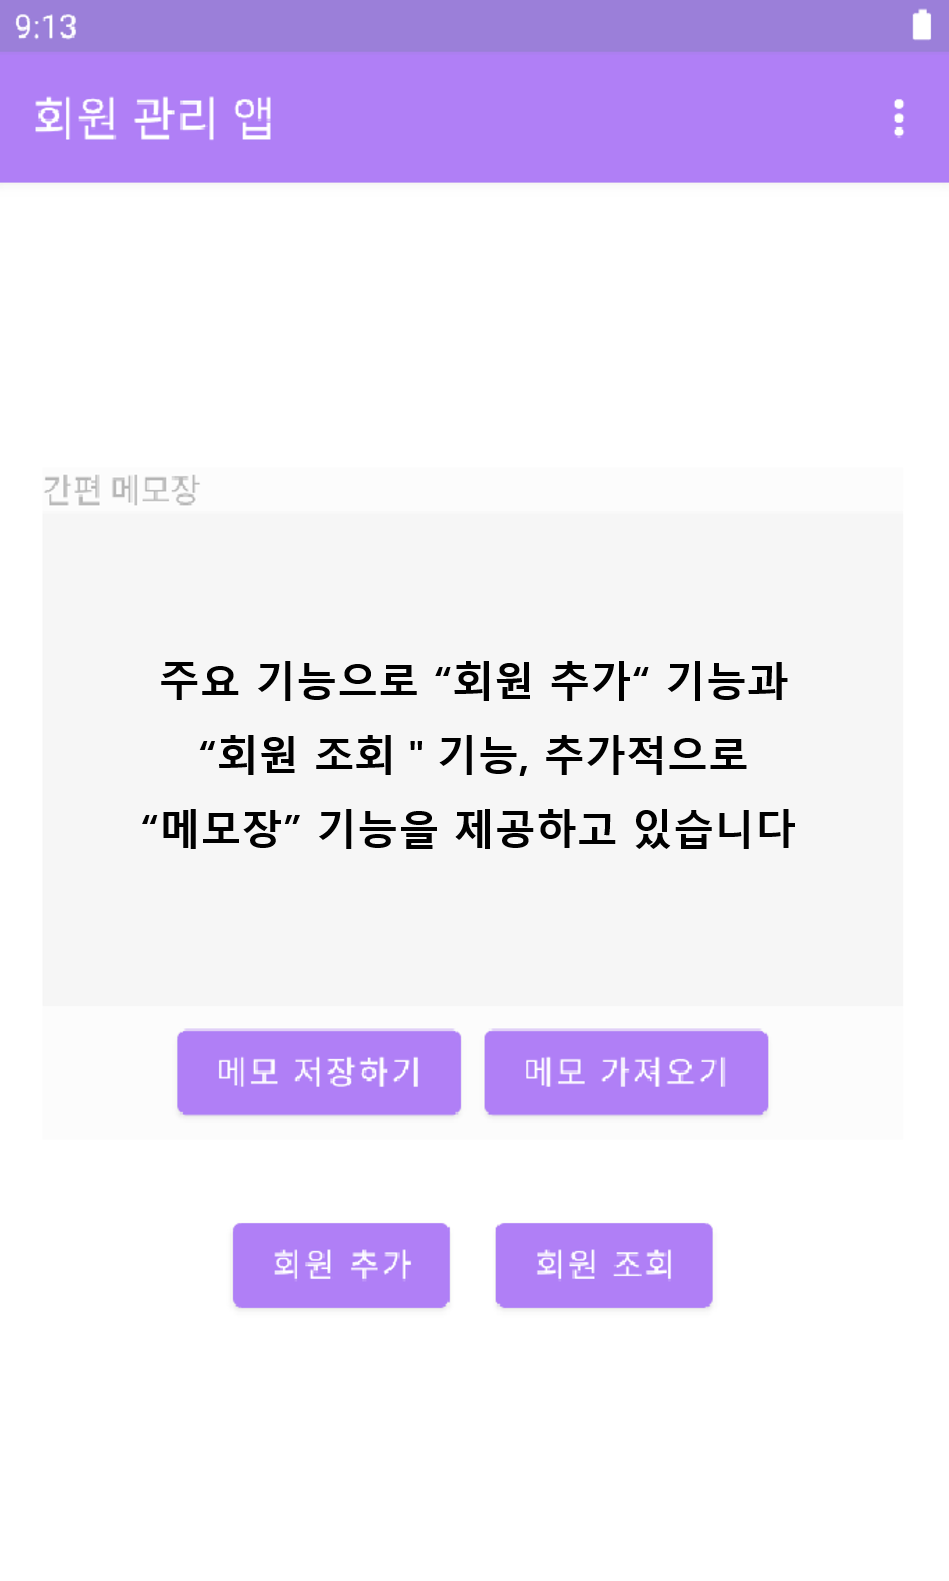 9:13
회원 관리 앱
간편 메모장
주요 기능으로 “회원 추가“ 기능과
“회원 조회 " 기능, 추가적으로
“메모장” 기능을 제공하고 있습니다
메모 저장하기 메모 가져오기
회원 추가 회원 조회